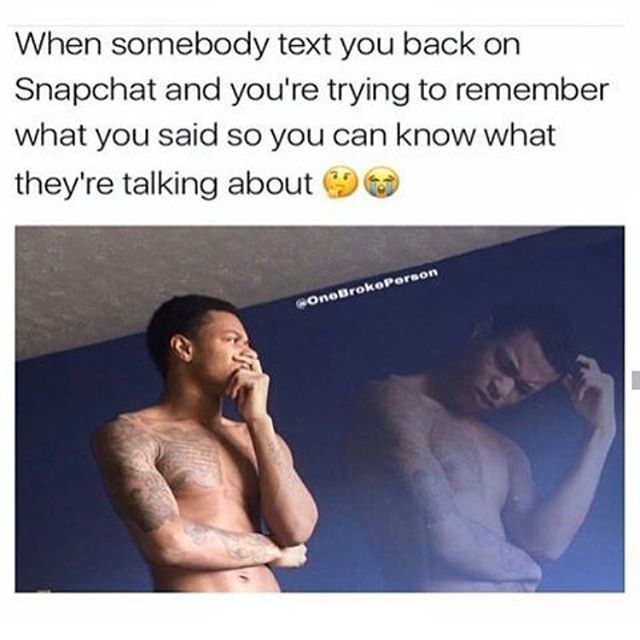 When somebody text you back on
Snapchat and you're trying to remember
what you said so you can know what
they're talking about 🤔😭
@OneBrokePerson